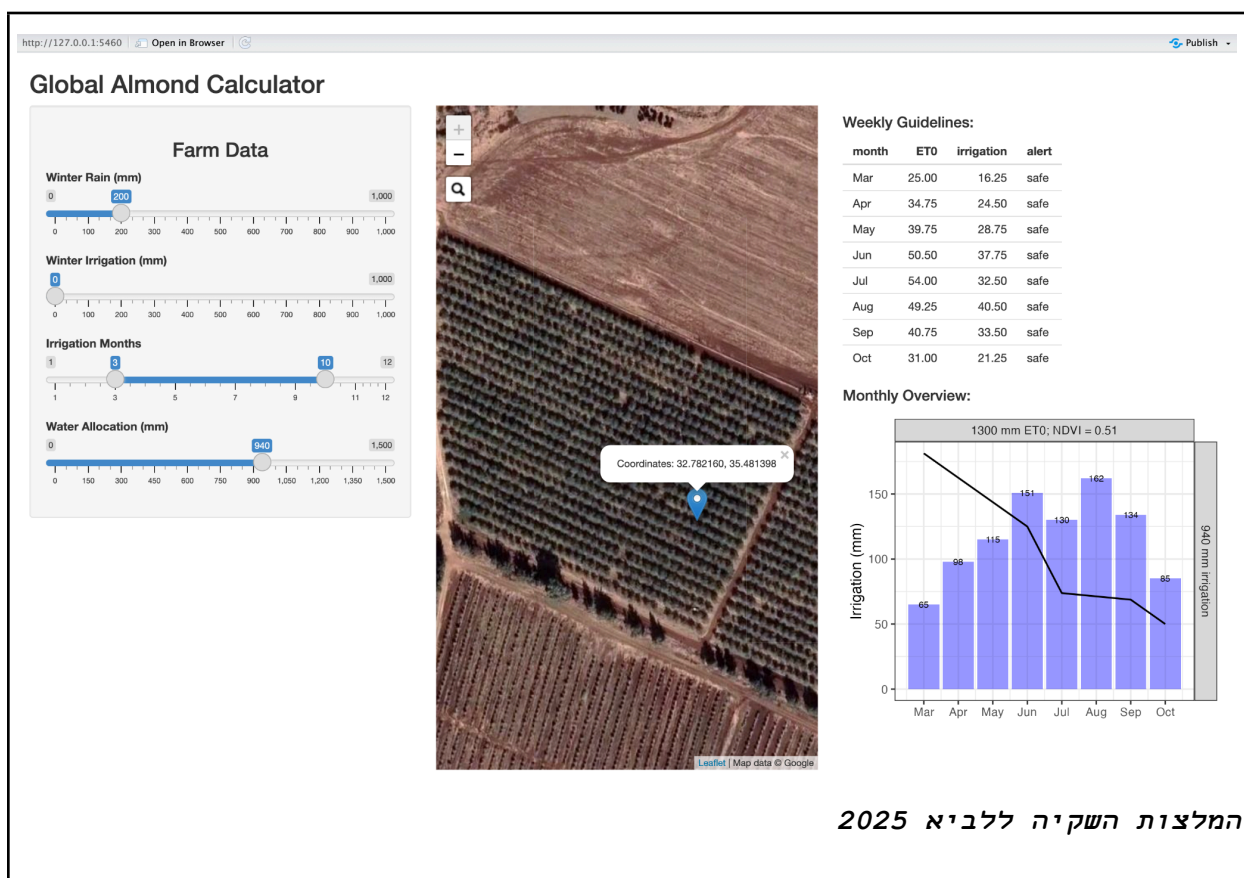 http://127.0.0.1:5460 Open in Browser Publish
Global Almond Calculator
Farm Data
Winter Rain (mm)
0 200 1,000
0 100 200 300 400 500 600 700 800 900 1,000
Winter Irrigation (mm)
0 1,000
0 100 200 300 400 500 600 700 800 900 1,000
Irrigation Months
1 3 10 12
1 3 5 7 9 11 12
Water Allocation (mm)
0 940 1,500
0 150 300 450 600 750 900 1,050 1,200 1,350 1,500
+
−
Coordinates: 32.782160, 35.481398 ×
Leaflet | Map data © Google
Weekly Guidelines:
month ET0 irrigation alert
Mar 25.00 16.25 safe
Apr 34.75 24.50 safe
May 39.75 28.75 safe
Jun 50.50 37.75 safe
Jul 54.00 32.50 safe
Aug 49.25 40.50 safe
Sep 40.75 33.50 safe
Oct 31.00 21.25 safe
Monthly Overview:
1300 mm ET0; NDVI = 0.51
940 mm irrigation
Irrigation (mm)
150
100
50
0
65 98 115 151 130 162 134 85
Mar Apr May Jun Jul Aug Sep Oct
המלצות השקיה ללביא 2025